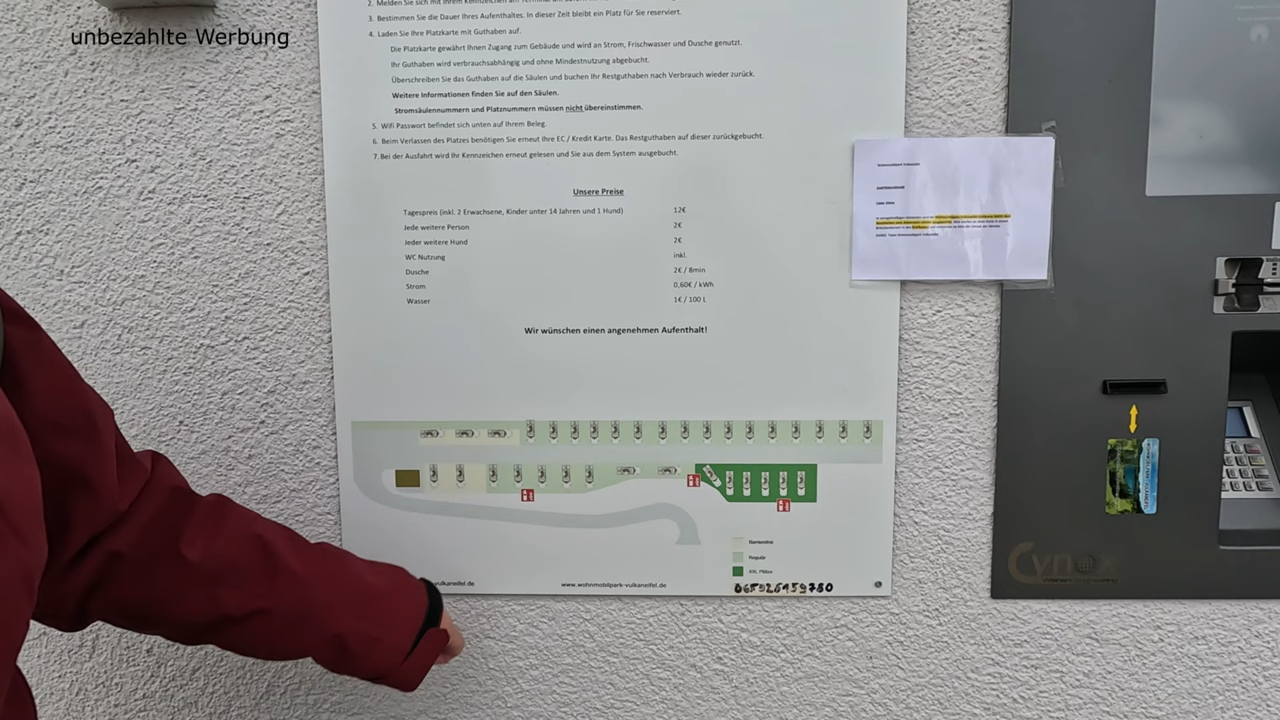 unbezahlte Werbung
2. Melden Sie sich mit Ihrem Kennzeichen am Terminal
3. Bestimmen Sie die Dauer Ihres Aufenthaltes. In dieser Zeit bleibt ein Platz für Sie reserviert.
4. Laden Sie Ihre Platzkarte mit Guthaben auf.
Die Platzkarte gewährt Ihnen Zugang zum Gebäude und wird an Strom, Frischwasser und Dusche genutzt.
Ihr Guthaben wird verbrauchsabhängig und ohne Mindestnutzung abgebucht.
Überschreiben Sie das Guthaben auf die Säulen und buchen Ihr Restguthaben nach Verbrauch wieder zurück.
Weitere Informationen finden Sie auf den Säulen.
Stromsäulennummern und Platznummern müssen nicht übereinstimmen.
5. Wifi Passwort befindet sich unten auf Ihrem Beleg.
6. Beim Verlassen des Platzes benötigen Sie erneut Ihre EC / Kredit Karte. Das Restguthaben auf dieser zurückgebucht.
7. Bei der Ausfahrt wird Ihr Kennzeichen erneut gelesen und Sie aus dem System ausgebucht.
Unsere Preise
Tagespreis (inkl. 2 Erwachsene, Kinder unter 14 Jahren und 1 Hund) 12€
Jede weitere Person 2€
Jeder weitere Hund 2€
WC Nutzung inkl.
Dusche 2€ / 8min
Strom 0,60€ / kWh
Wasser 1€ / 100 L
Wir wünschen einen angenehmen Aufenthalt!
Barrierefrei
Regulär
XXL Plätze
vulkaneifel.de
www.wohnmobilpark-vulkaneifel.de
Cynox